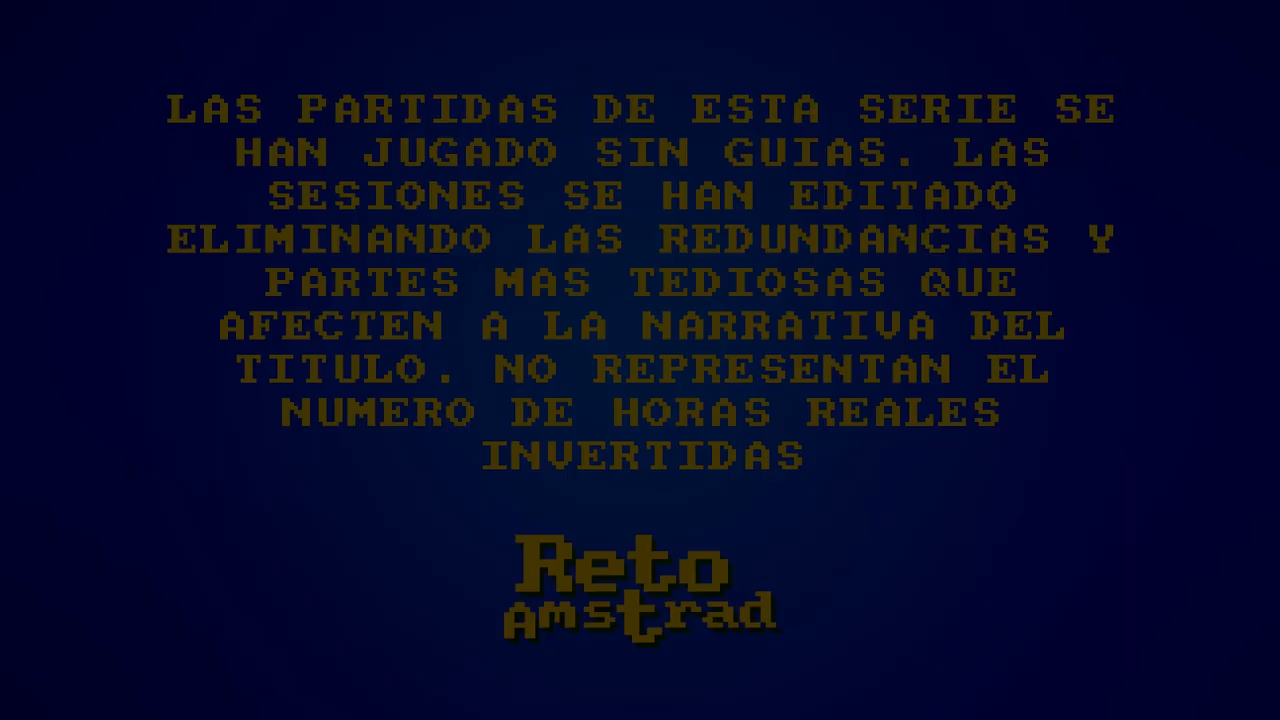 LAS PARTIDAS DE ESTA SERIE SE
HAN JUGADO SIN GUIAS. LAS
SESIONES SE HAN EDITADO
ELIMINANDO LAS REDUNDANCIAS Y
PARTES MAS TEDIOSAS QUE
AFECTEN A LA NARRATIVA DEL
TITULO. NO REPRESENTAN EL
NUMERO DE HORAS REALES
INVERTIDAS
Reto
Amstrad